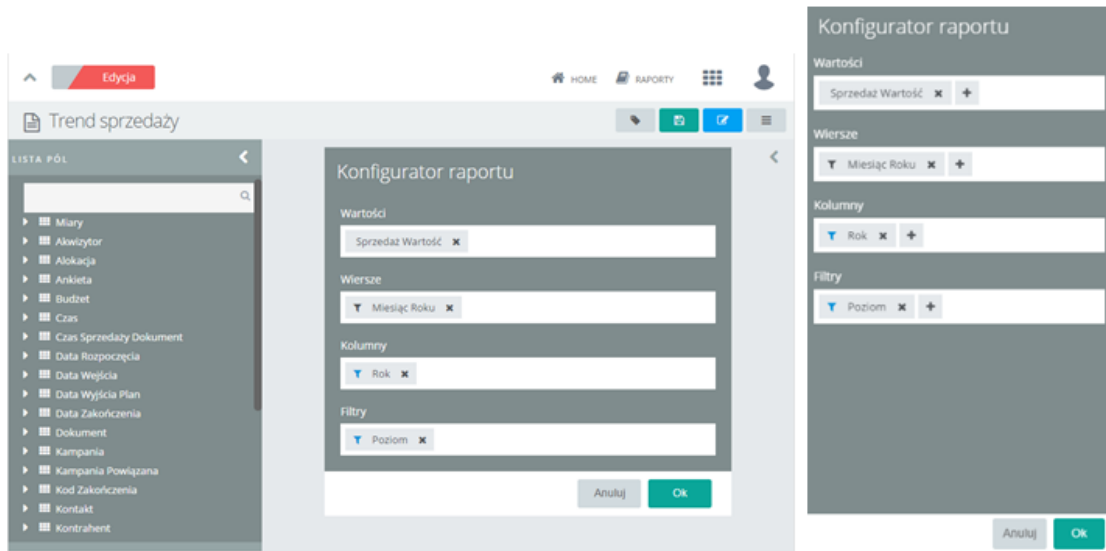 Edycja
HOME
RAPORTY
Trend sprzedaży
LISTA PÓL
Miary
Akwizytor
Alokacja
Ankieta
Budżet
Czas
Czas Sprzedaży Dokument
Data Rozpoczęcia
Data Wejścia
Data Wyjścia Plan
Data Zakończenia
Dokument
Kampania
Kampania Powiązana
Kod Zakończenia
Kontakt
Kontrahent
Konfigurator raportu
Wartości
Sprzedaż Wartość
Wiersze
Miesiąc Roku
Kolumny
Rok
Filtry
Poziom
Anuluj
Ok
Konfigurator raportu
Wartości
Sprzedaż Wartość
Wiersze
Miesiąc Roku
Kolumny
Rok
Filtry
Poziom
Anuluj
Ok